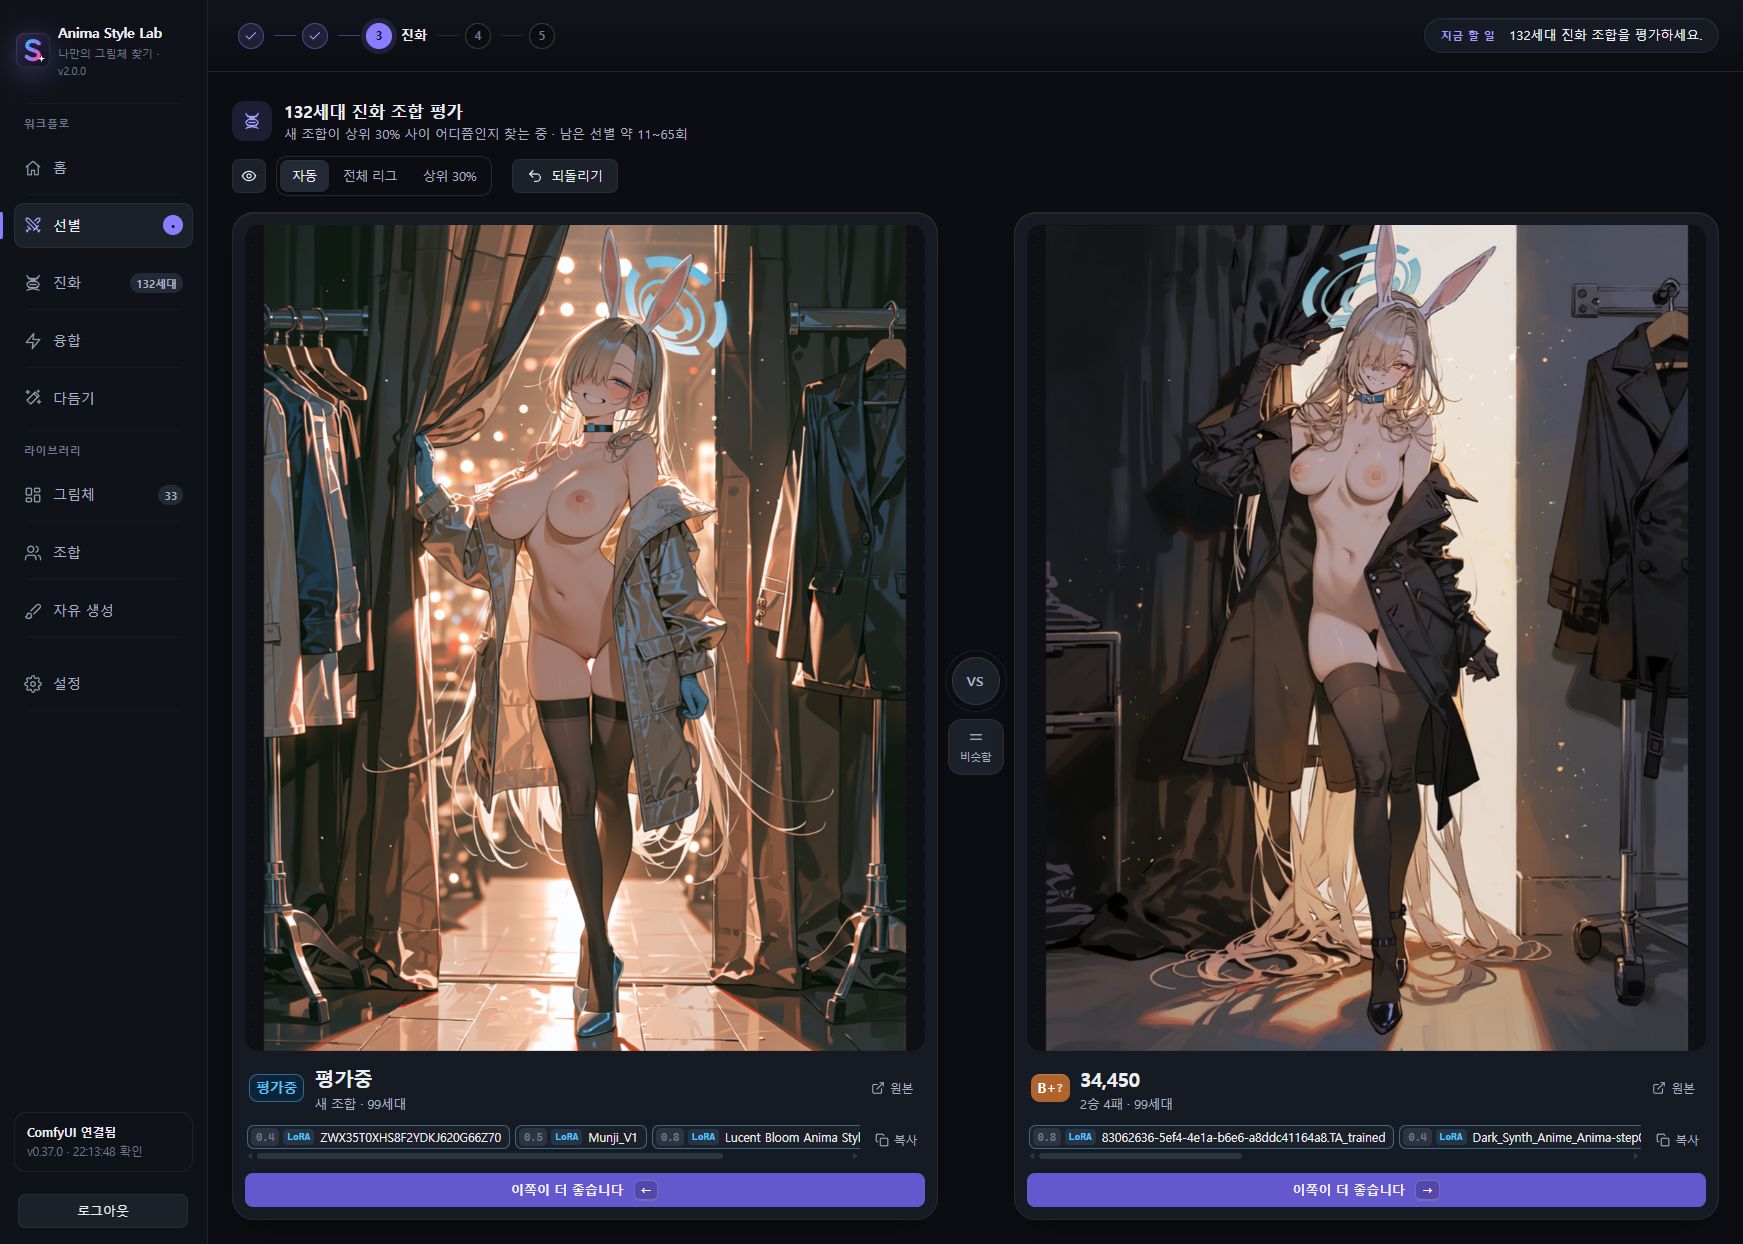 Anima Style Lab
나만의 그림체 찾기 ·
v2.0.0
3 진화 4 5
지금 할 일 132세대 진화 조합을 평가하세요.
워크플로
홈
선별
진화 132세대
융합
다듬기
라이브러리
그림체 33
조합
자유 생성
설정
ComfyUI 연결됨
v0.37.0 · 22:13:48 확인
로그아웃
132세대 진화 조합 평가
새 조합이 상위 30% 사이 어디쯤인지 찾는 중 · 남은 선별 약 11~65회
자동 전체 리그 상위 30% 되돌리기
VS
비슷함
평가중 평가중 원본
새 조합 · 99세대
0.4 LoRA ZWX35T0XHS8F2YDKJ620G66Z70 0.5 LoRA Munji_V1 0.8 LoRA Lucent Bloom Anima Styl 복사
이쪽이 더 좋습니다 ←
B+? 34,450 원본
2승 4패 · 99세대
0.8 LoRA 83062636-5ef4-4e1a-b6e6-a8ddc41164a8.TA_trained 0.4 LoRA Dark_Synth_Anime_Anima-step 복사
이쪽이 더 좋습니다 →